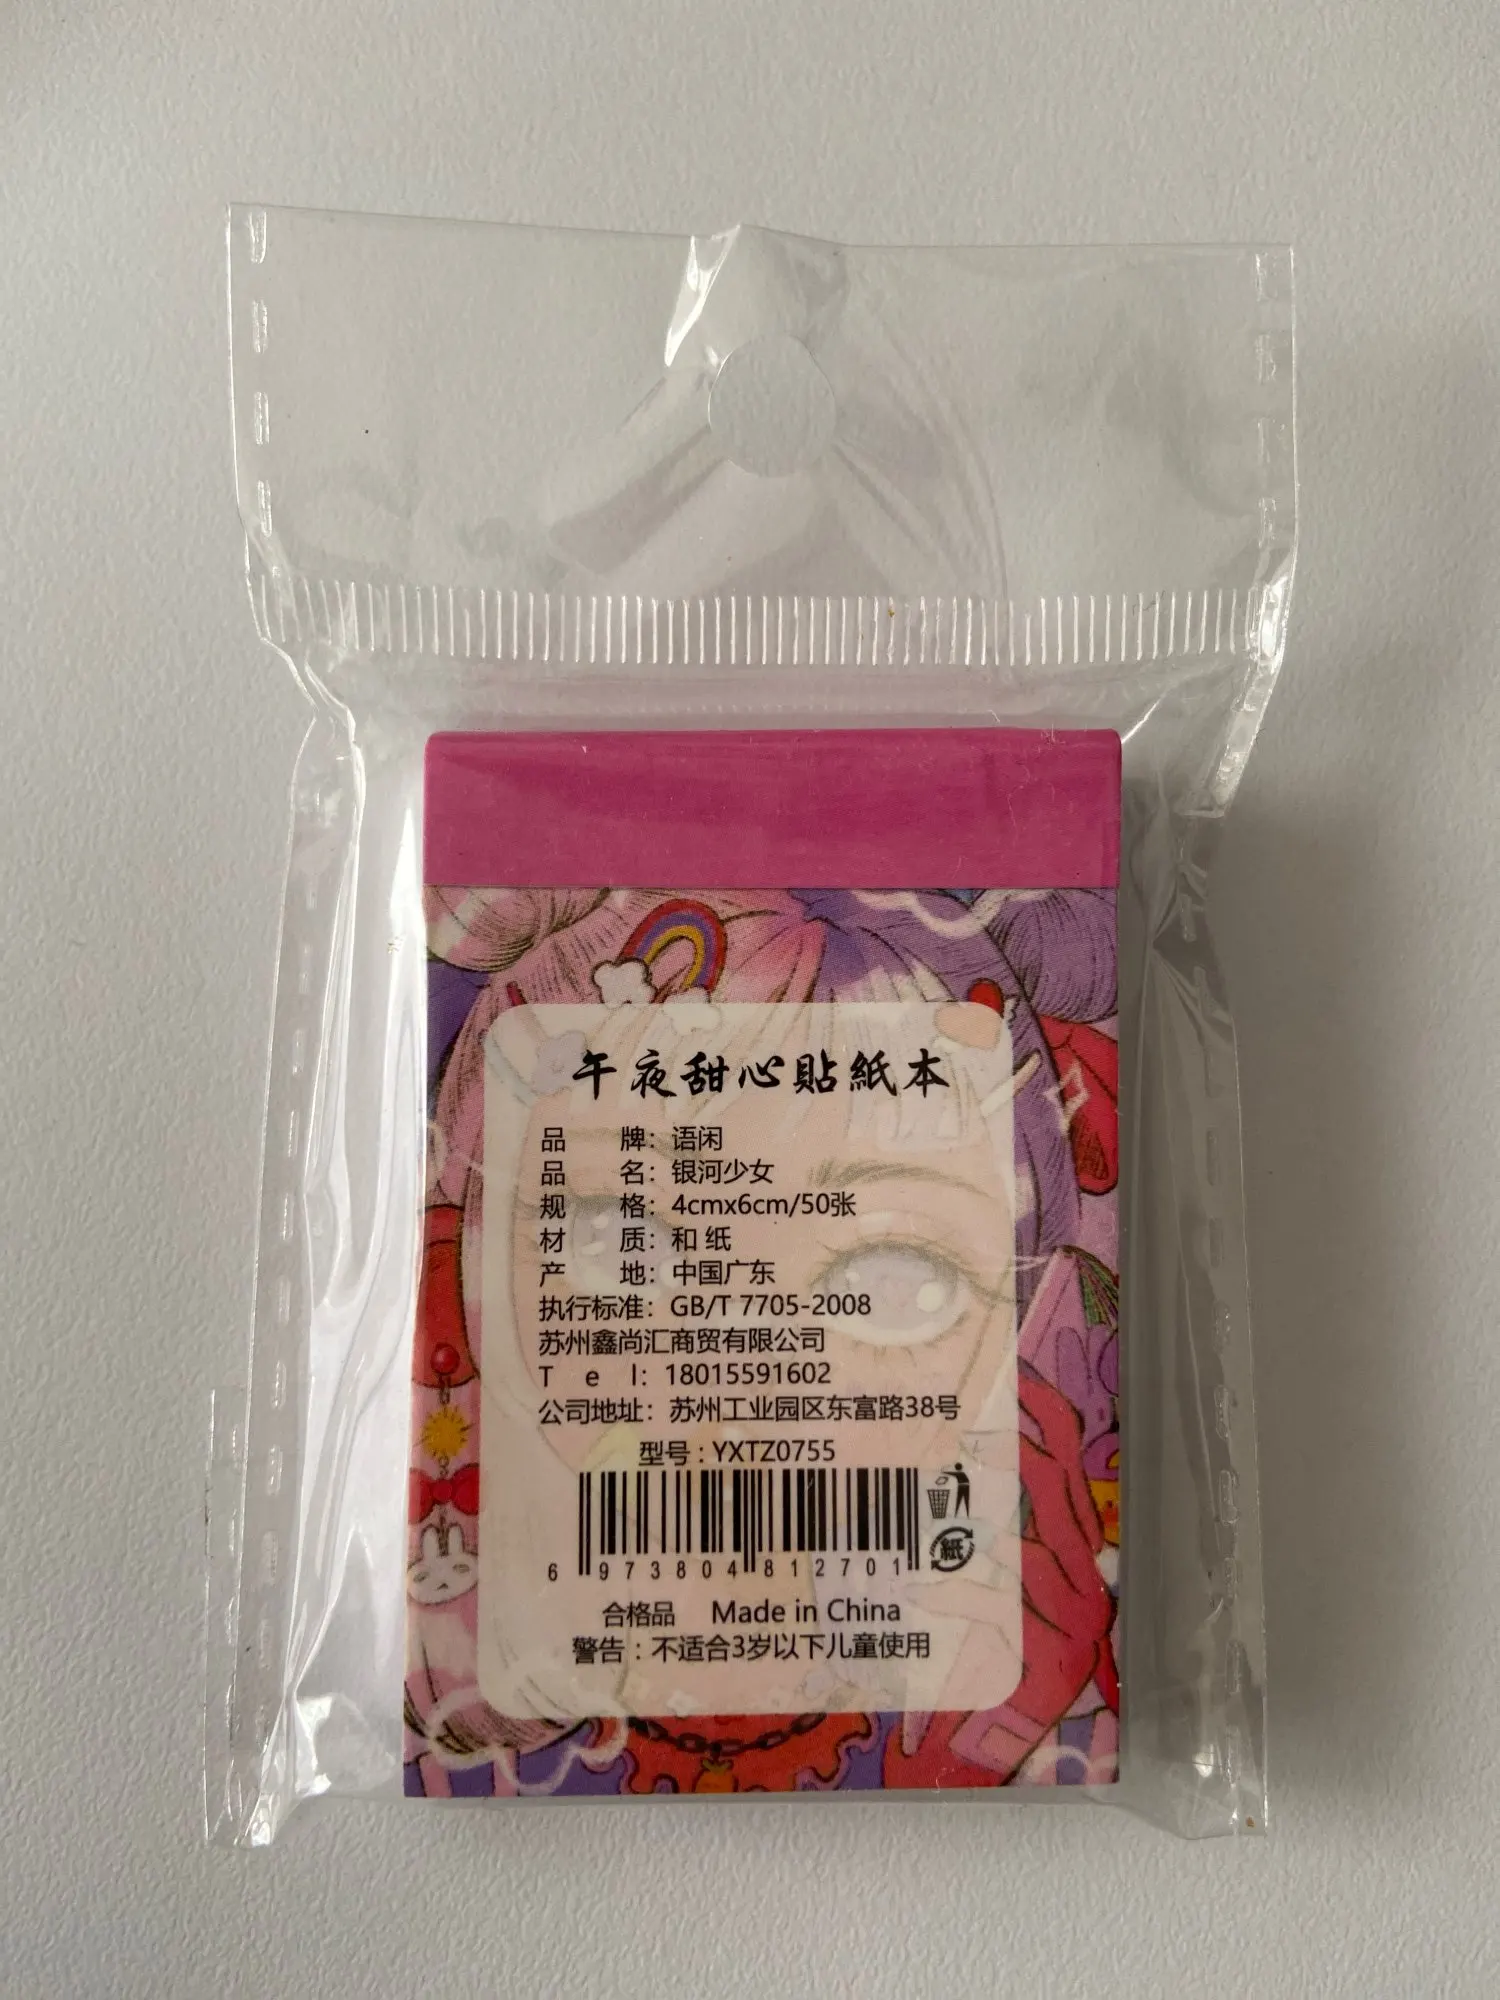 午夜甜心貼紙本
品 牌：语闲
品 名：银河少女
规 格：4cmx6cm/50张
材 质：和 纸
产 地：中国广东
执行标准：GB/T 7705-2008
苏州鑫尚汇商贸有限公司
T e l：18015591602
公司地址：苏州工业园区东富路38号
型号 : YXTZ0755
紙
6 973804 812701
合格品 Made in China
警告：不适合3岁以下儿童使用